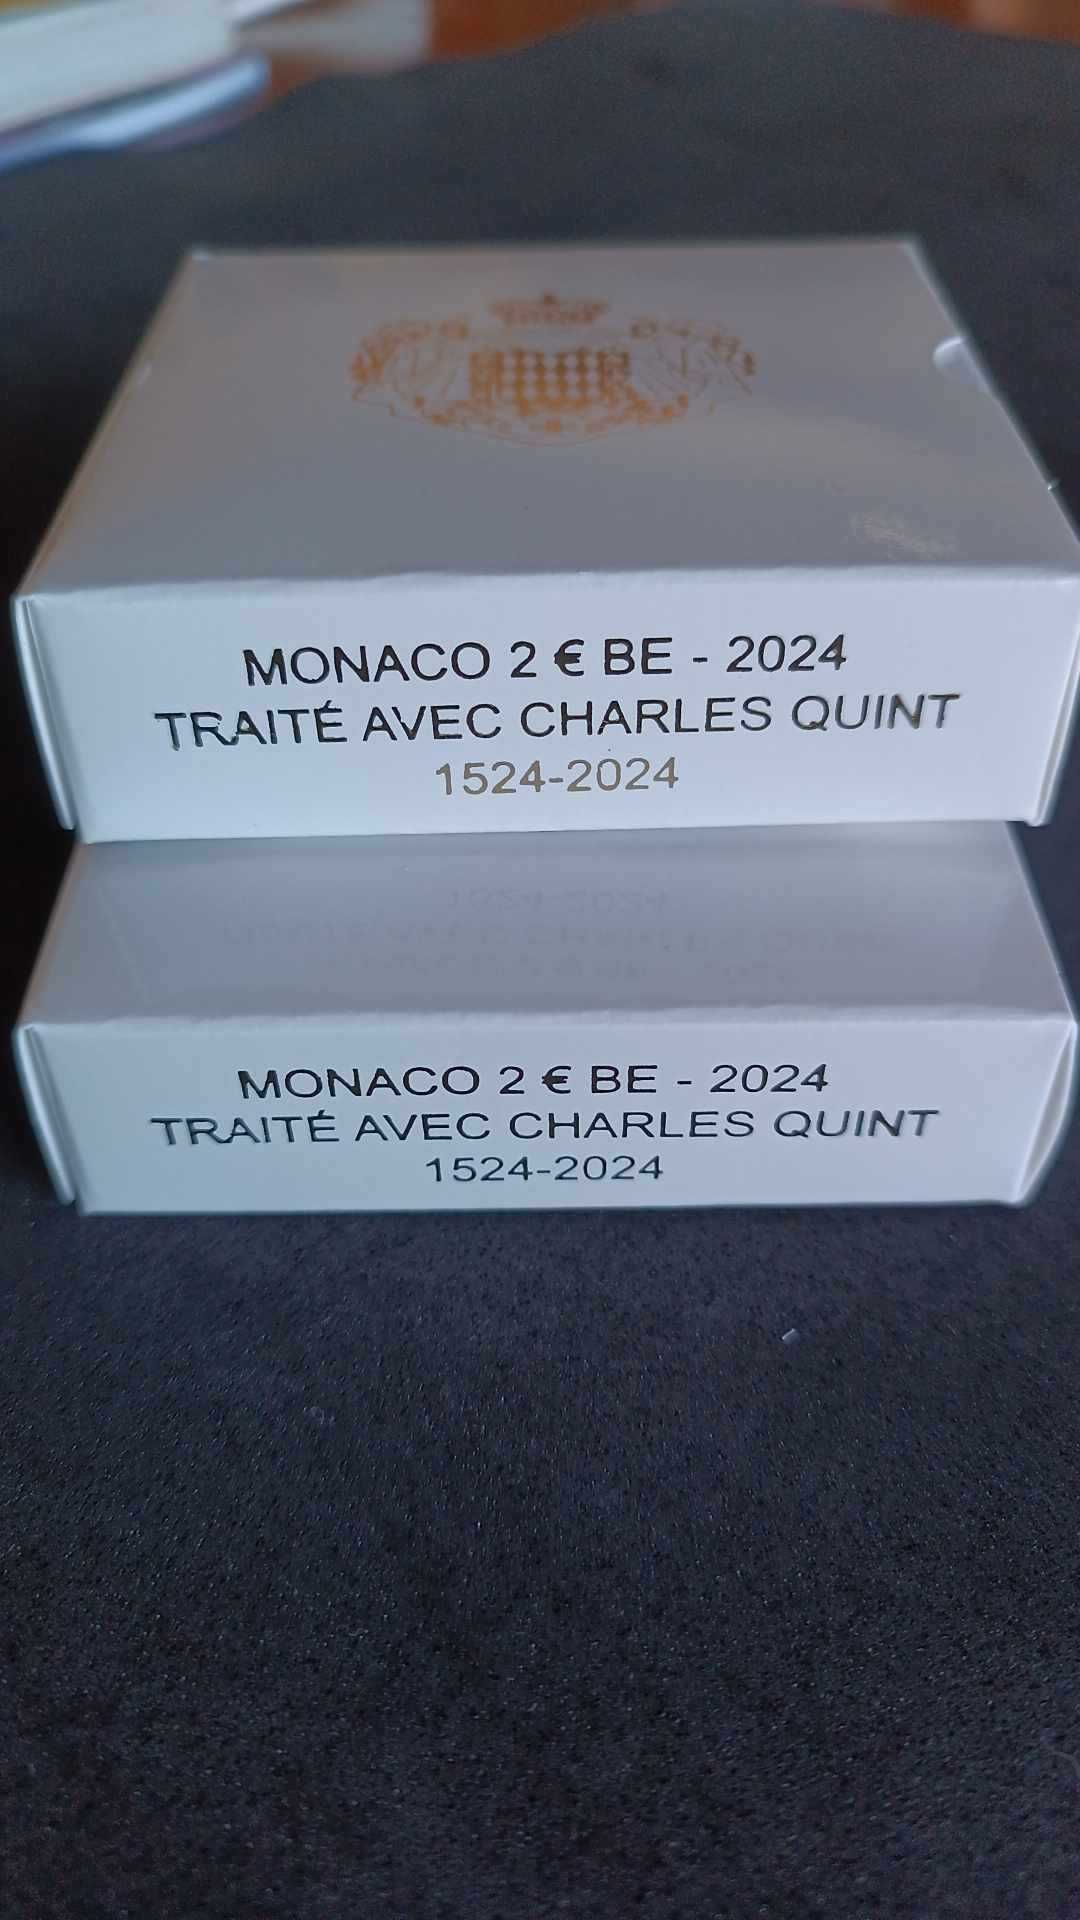 MONACO 2 € BE - 2024
TRAITÉ AVEC CHARLES QUINT
1524-2024
MONACO 2 € BE - 2024
TRAITÉ AVEC CHARLES QUINT
1524-2024